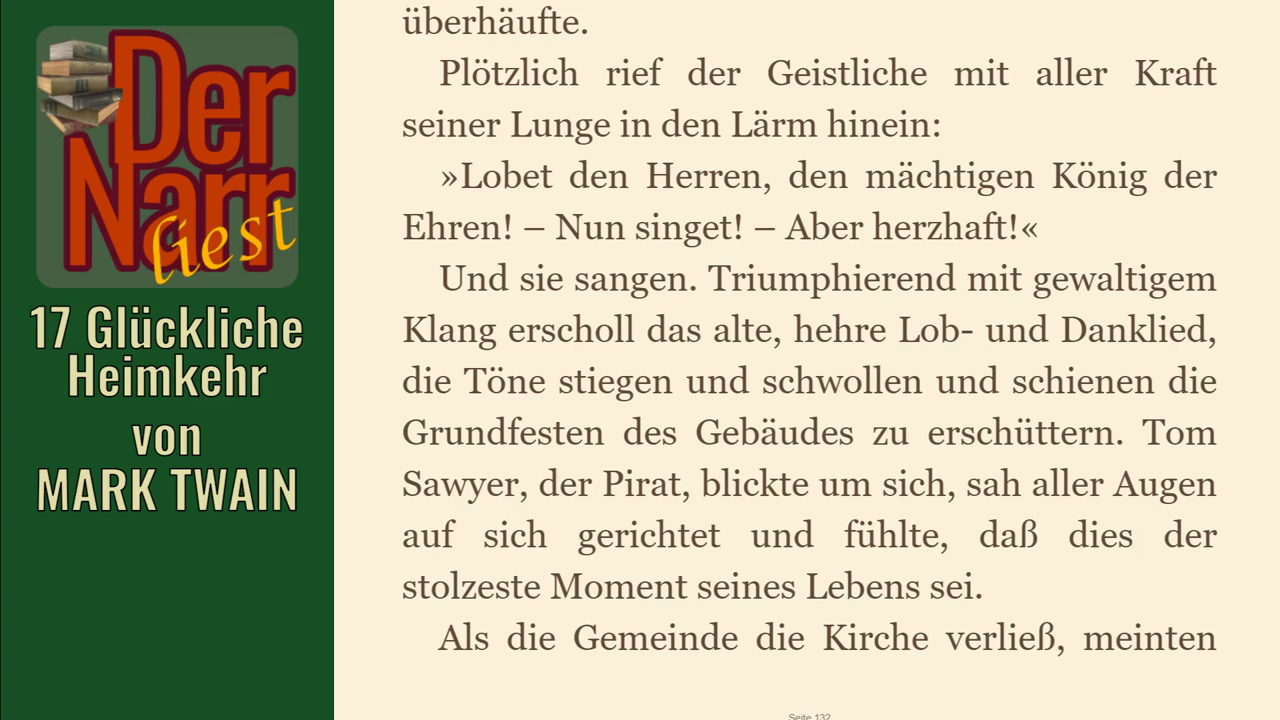 Der
Narr
liest
17 Glückliche
Heimkehr
von
MARK TWAIN
überhäufte.
Plötzlich rief der Geistliche mit aller Kraft
seiner Lunge in den Lärm hinein:
»Lobet den Herren, den mächtigen König der
Ehren! – Nun singet! – Aber herzhaft!«
Und sie sangen. Triumphierend mit gewaltigem
Klang erscholl das alte, hehre Lob- und Danklied,
die Töne stiegen und schwollen und schienen die
Grundfesten des Gebäudes zu erschüttern. Tom
Sawyer, der Pirat, blickte um sich, sah aller Augen
auf sich gerichtet und fühlte, daß dies der
stolzeste Moment seines Lebens sei.
Als die Gemeinde die Kirche verließ, meinten
Seite 132